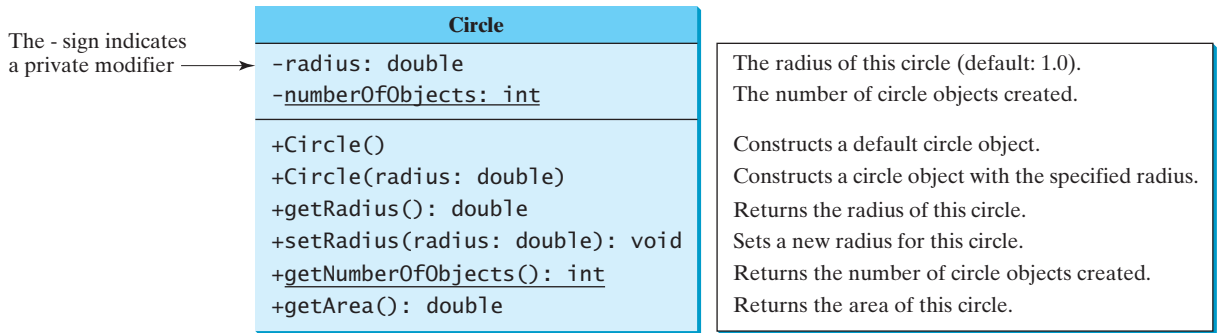 Circle
The - sign indicates
a private modifier
-radius: double
-numberOfObjects: int
+Circle()
+Circle(radius: double)
+getRadius(): double
+setRadius(radius: double): void
+getNumberOfObjects(): int
+getArea(): double
The radius of this circle (default: 1.0).
The number of circle objects created.
Constructs a default circle object.
Constructs a circle object with the specified radius.
Returns the radius of this circle.
Sets a new radius for this circle.
Returns the number of circle objects created.
Returns the area of this circle.